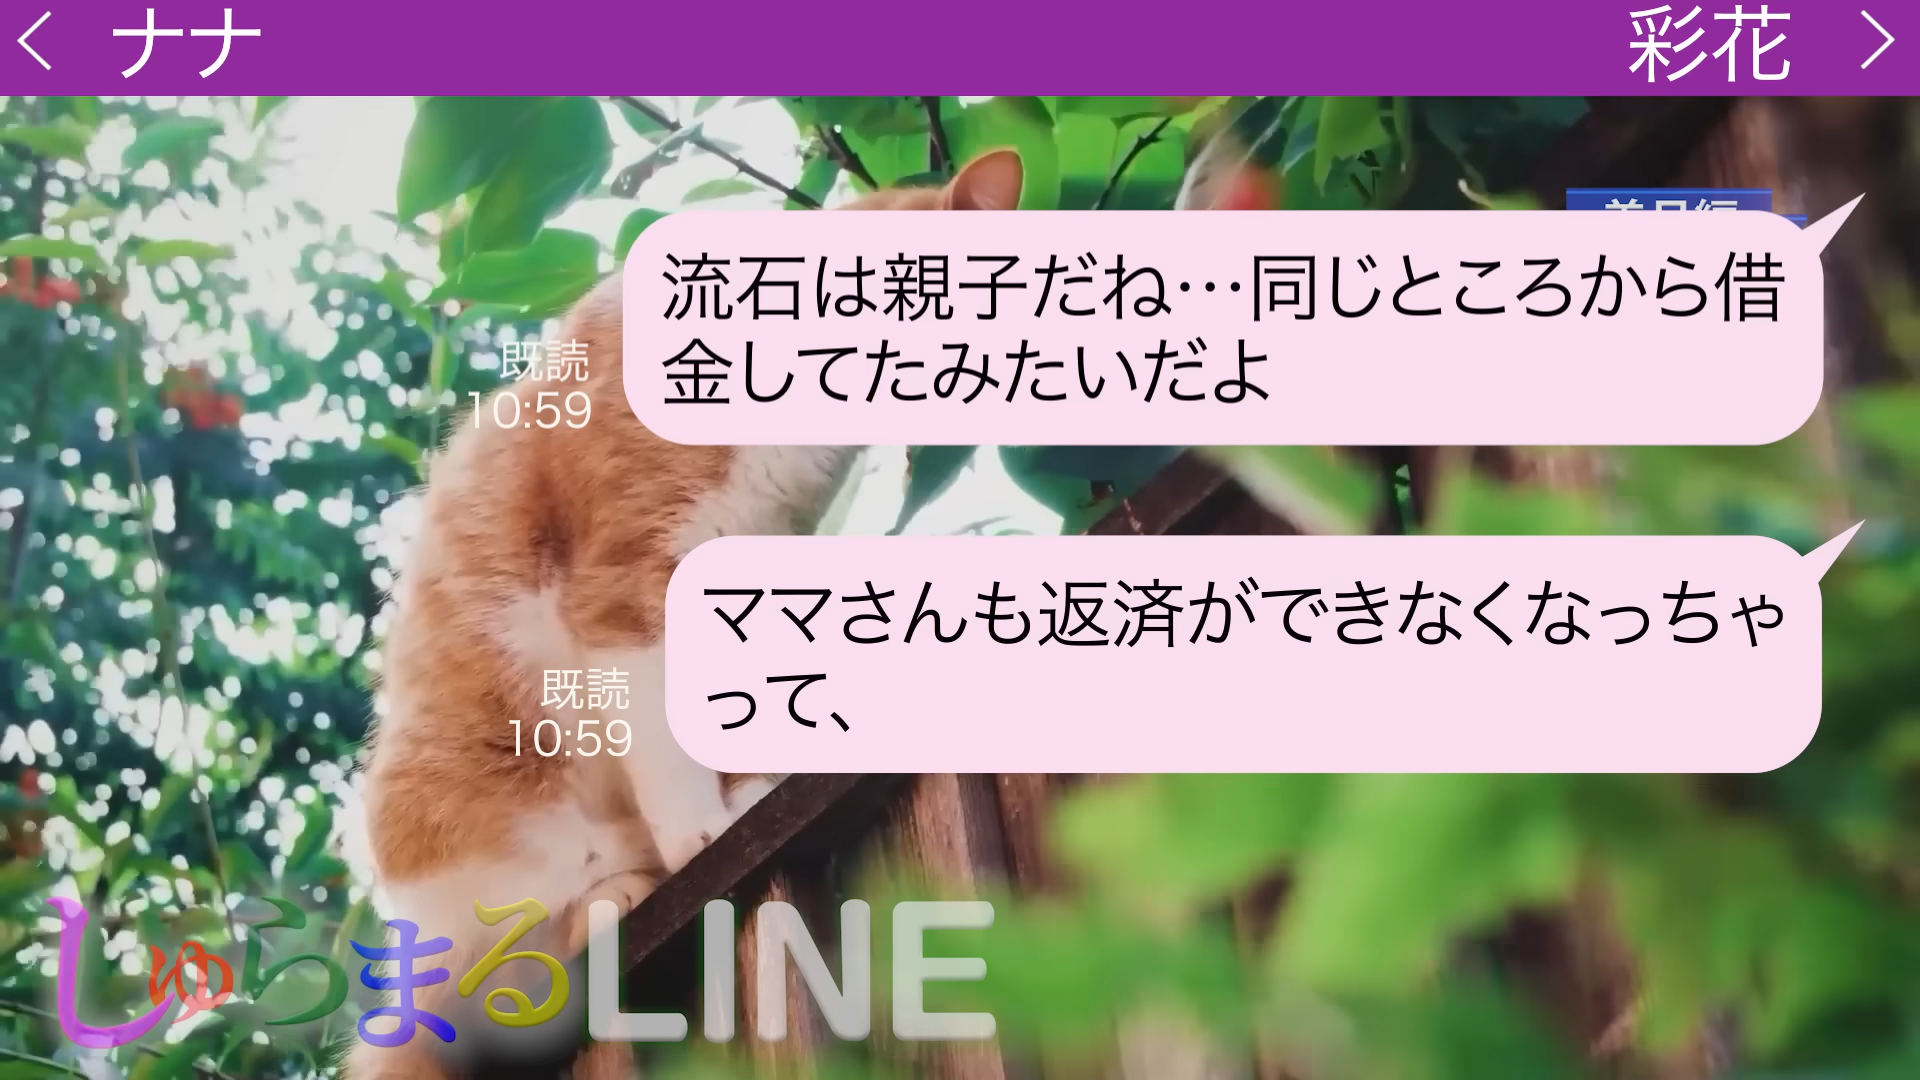 ナナ
彩花
流石は親子だね…同じところから借
金してたみたいだよ
既読
10:59
ママさんも返済ができなくなっちゃ
って、
既読
10:59
しゅらまるLINE